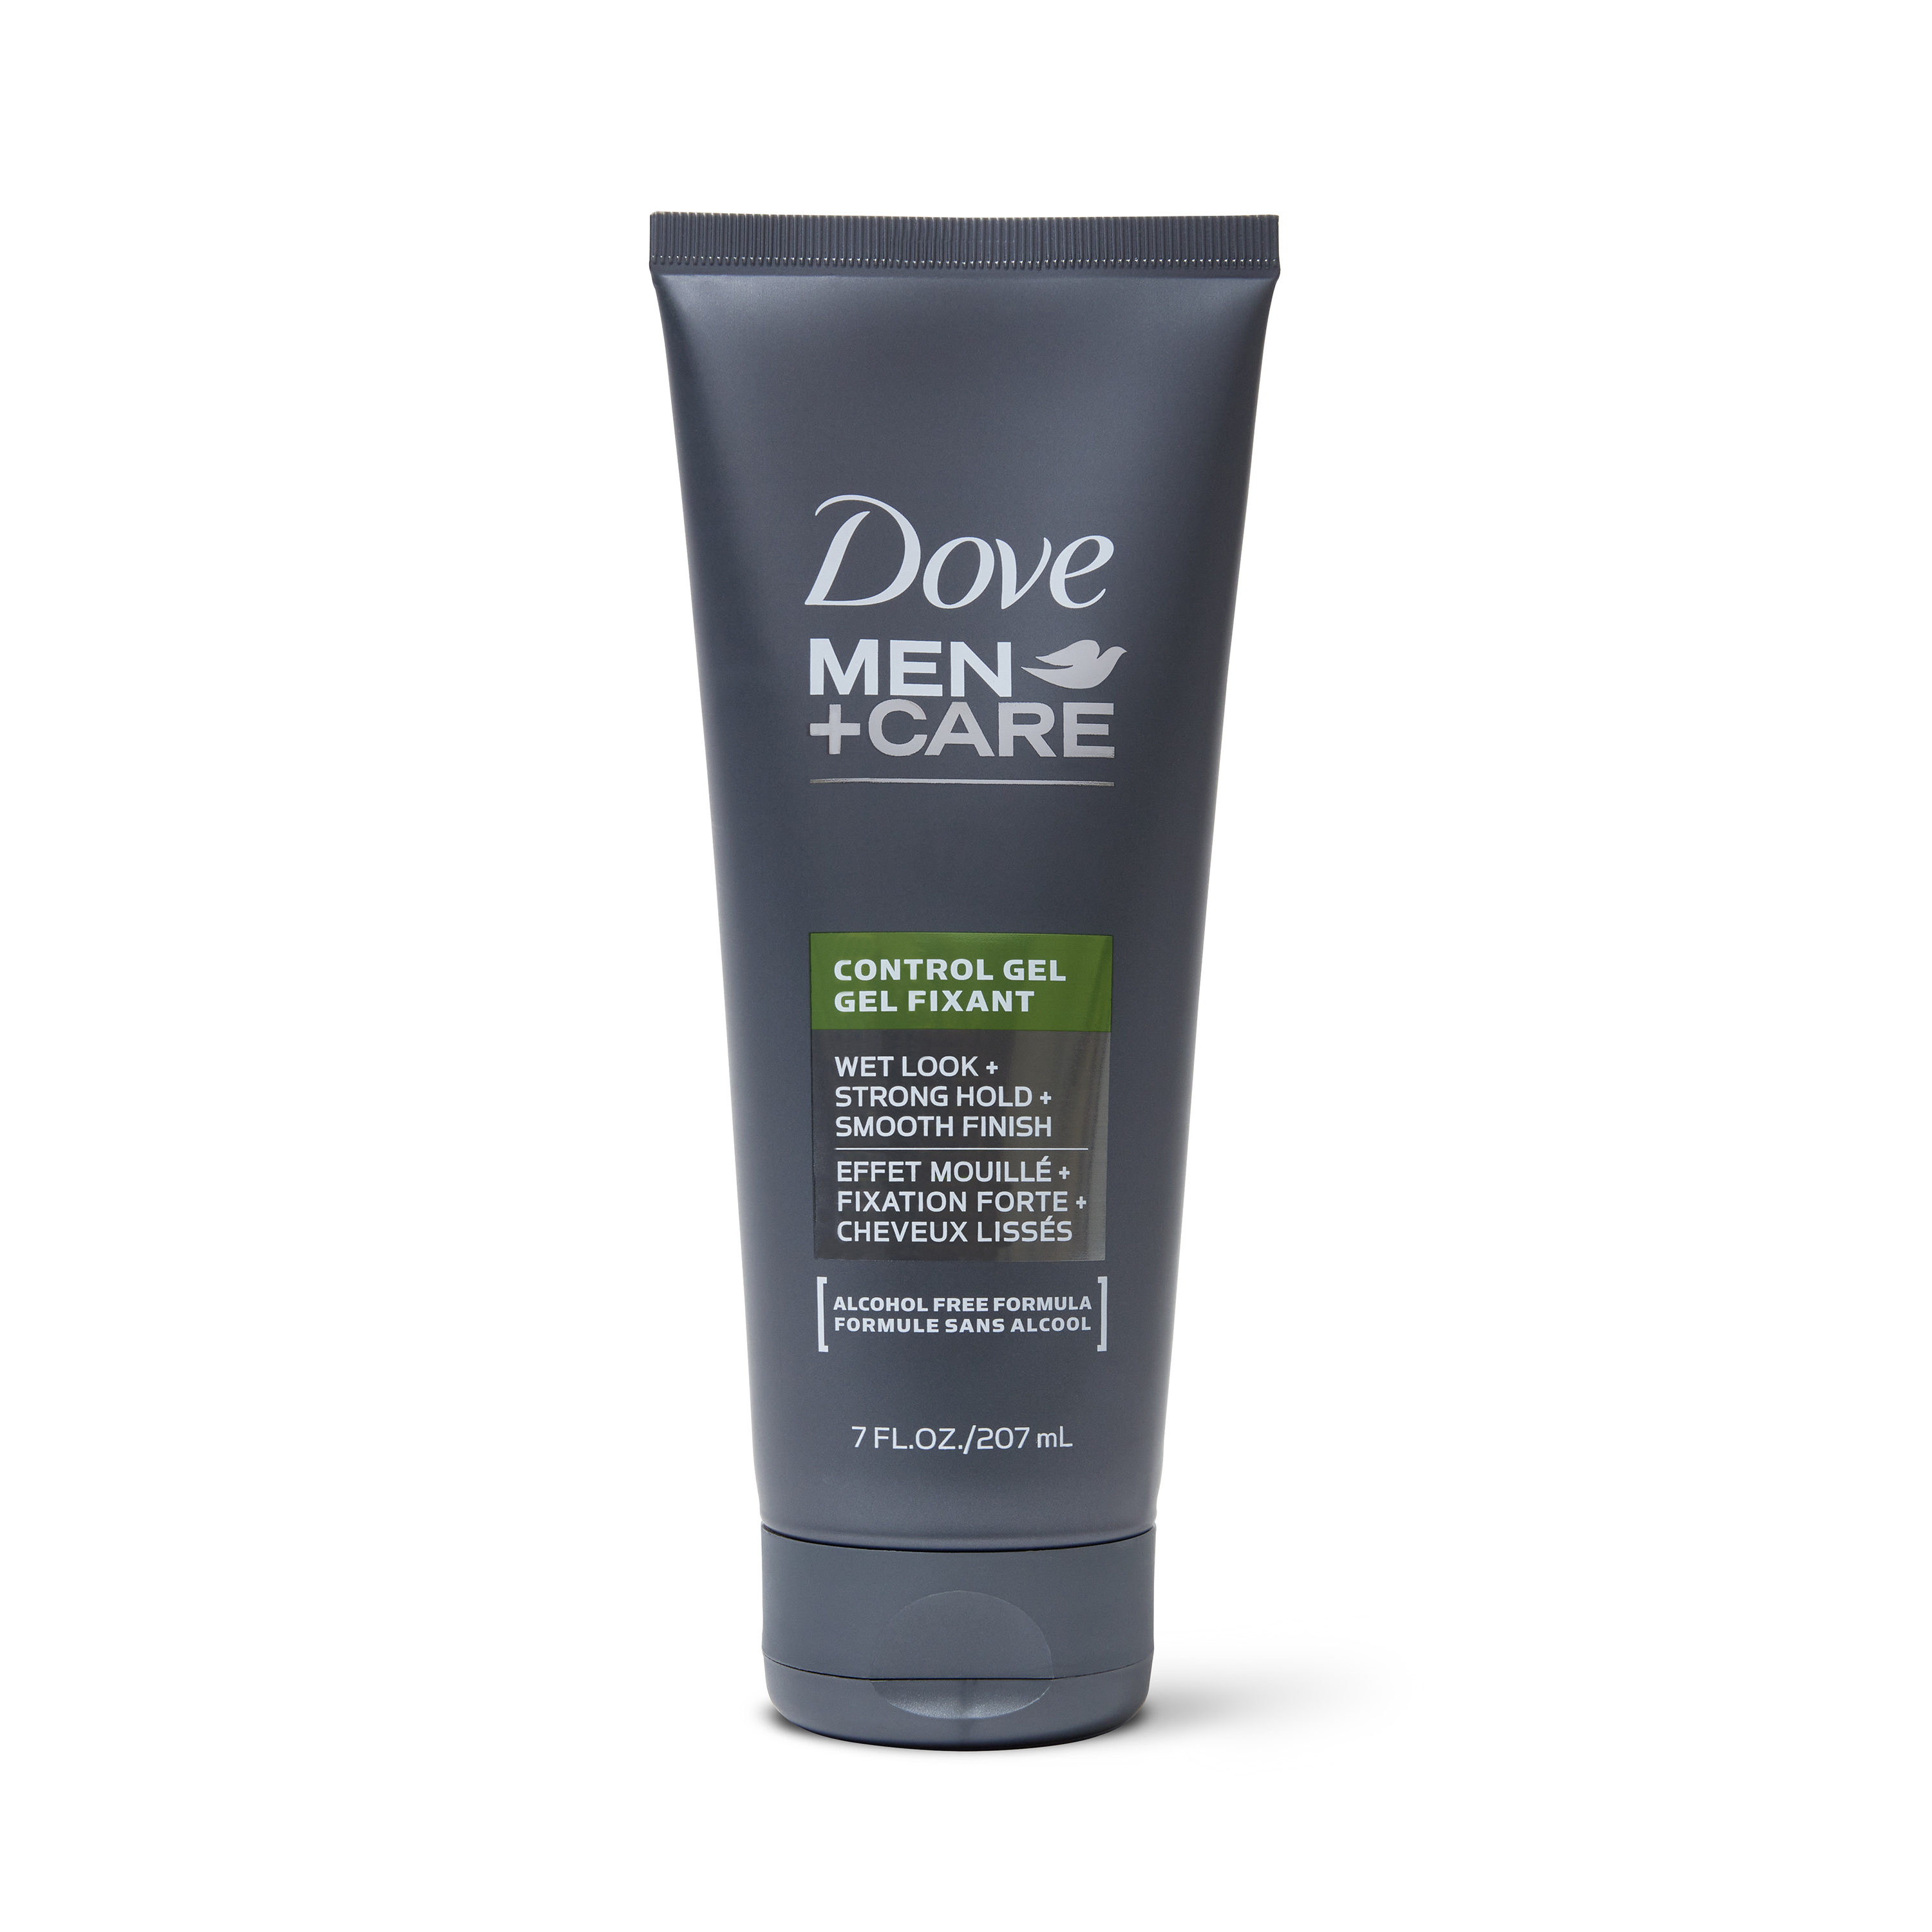 Dove
MEN
+CARE
CONTROL GEL
GEL FIXANT
WET LOOK +
STRONG HOLD +
SMOOTH FINISH
EFFET MOUILLÉ +
FIXATION FORTE +
CHEVEUX LISSÉS
[ALCOHOL FREE FORMULA
FORMULE SANS ALCOOL]
7 FL.OZ./207 mL